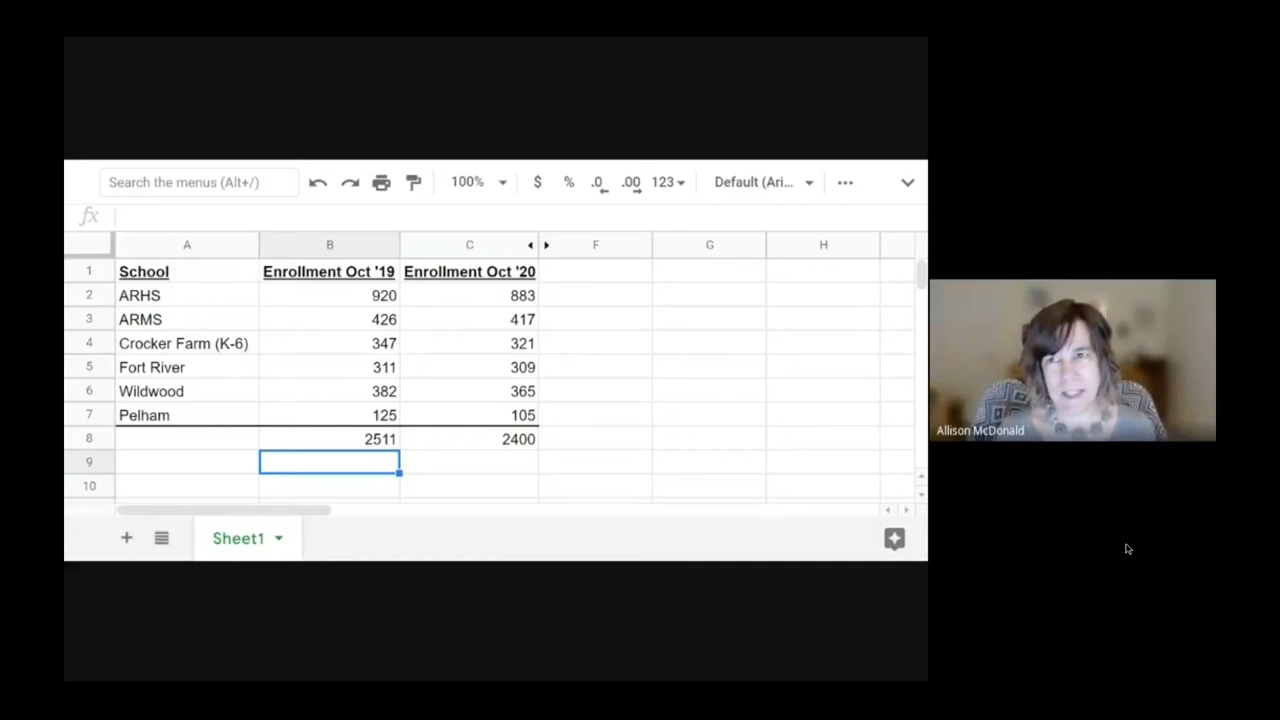 Search the menus (Alt+/) 100% $ % .0 .00 123 Default (Ari... ...
fx
A B C F G H
1 School Enrollment Oct '19 Enrollment Oct '20
2 ARHS 920 883
3 ARMS 426 417
4 Crocker Farm (K-6) 347 321
5 Fort River 311 309
6 Wildwood 382 365
7 Pelham 125 105
8 2511 2400
9
10
Allison McDonald
+ Sheet1